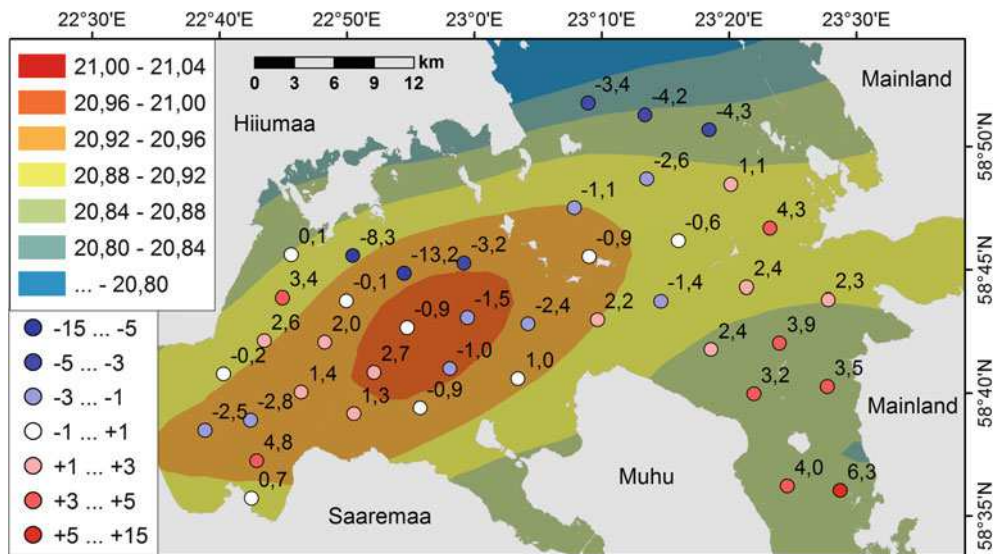 22°30'E 22°40'E 22°50'E 23°0'E 23°10'E 23°20'E 23°30'E
21,00 - 21,04
20,96 - 21,00
20,92 - 20,96
20,88 - 20,92
20,84 - 20,88
20,80 - 20,84
... - 20,80
-15 ... -5
-5 ... -3
-3 ... -1
-1 ... +1
+1 ... +3
+3 ... +5
+5 ... +15
km
0 3 6 9 12
Hiiumaa
Mainland
-3,4
-4,2
-4,3
-2,6
1,1
-1,1
4,3
-0,6
0,1
-8,3
-13,2
-3,2
-0,9
3,4
-0,1
-1,4
2,4
2,3
2,6
2,0
-0,9
-1,5
-2,4
2,2
2,4
3,9
-0,2
1,4
2,7
-1,0
1,0
3,2
3,5
-2,5
-2,8
1,3
-0,9
Mainland
4,8
0,7
Saaremaa
Muhu
4,0
6,3
58°50'N
58°45'N
58°40'N
58°35'N